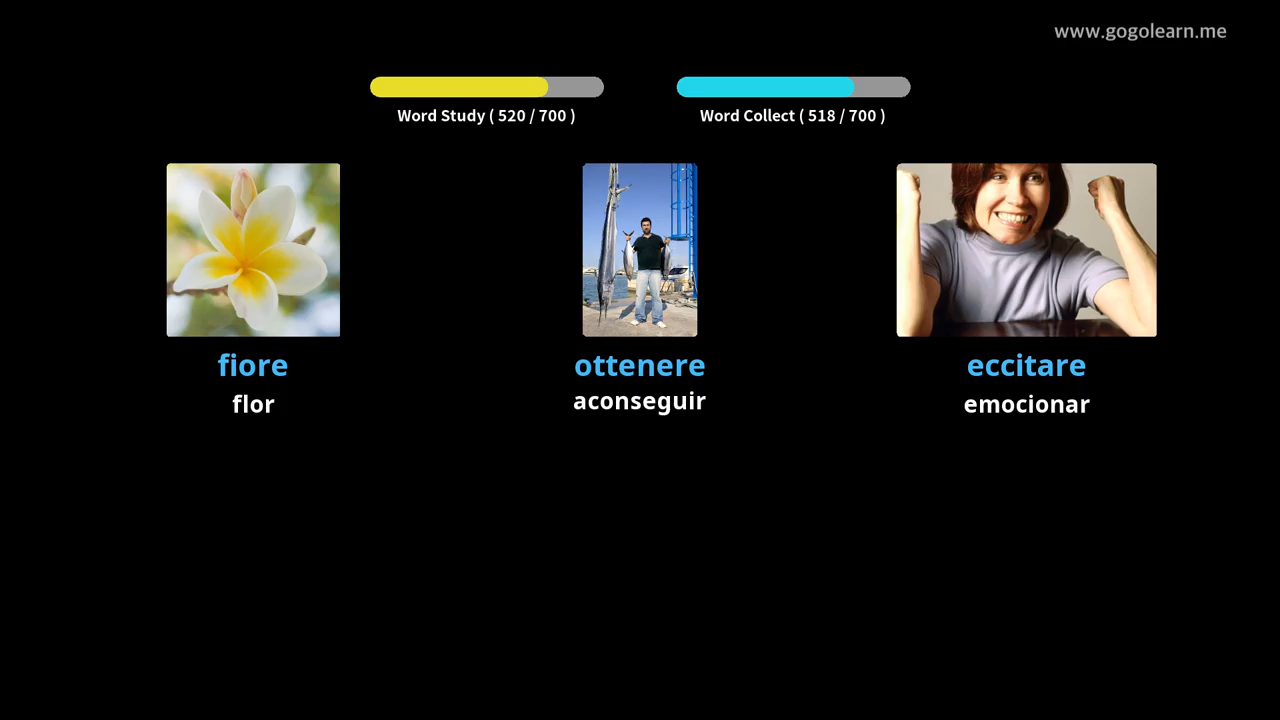 www.gogolearn.me
Word Study ( 520 / 700 )
Word Collect ( 518 / 700 )
fiore
ottenere
eccitare
flor
aconseguir
emocionar